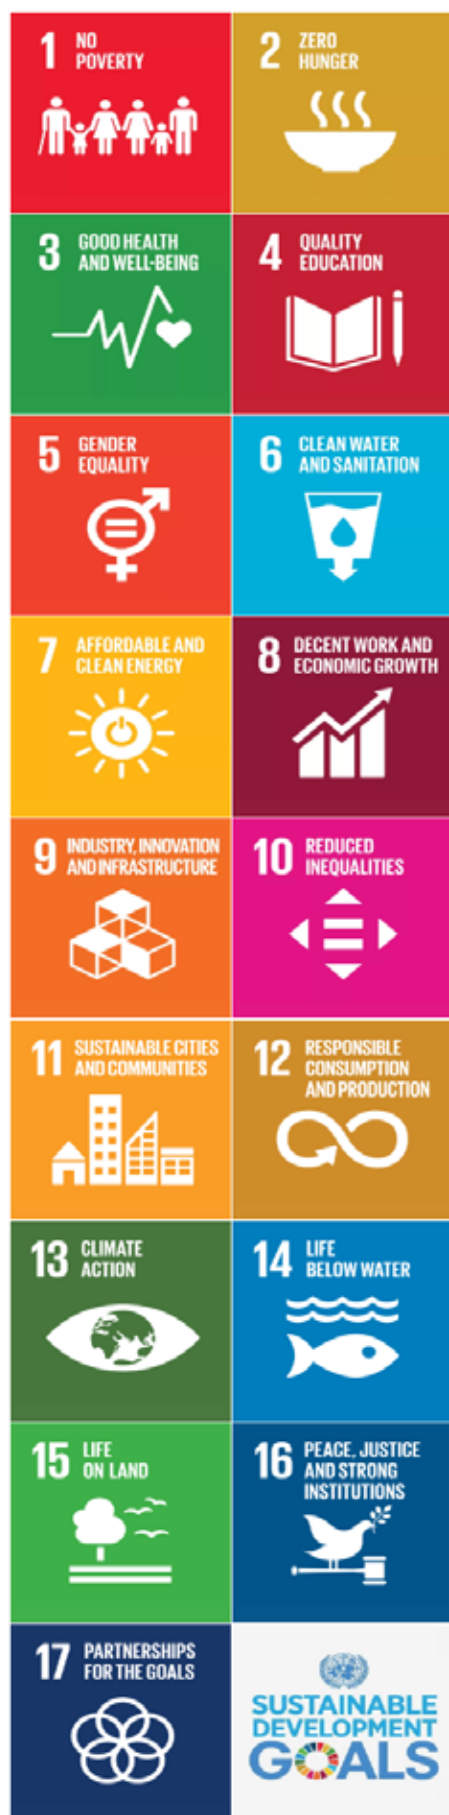 1 NO
POVERTY
2 ZERO
HUNGER
3 GOOD HEALTH
AND WELL-BEING
4 QUALITY
EDUCATION
5 GENDER
EQUALITY
6 CLEAN WATER
AND SANITATION
7 AFFORDABLE AND
CLEAN ENERGY
8 DECENT WORK AND
ECONOMIC GROWTH
9 INDUSTRY, INNOVATION
AND INFRASTRUCTURE
10 REDUCED
INEQUALITIES
11 SUSTAINABLE CITIES
AND COMMUNITIES
12 RESPONSIBLE
CONSUMPTION
AND PRODUCTION
13 CLIMATE
ACTION
14 LIFE
BELOW WATER
15 LIFE
ON LAND
16 PEACE, JUSTICE
AND STRONG
INSTITUTIONS
17 PARTNERSHIPS
FOR THE GOALS
SUSTAINABLE
DEVELOPMENT
GOALS